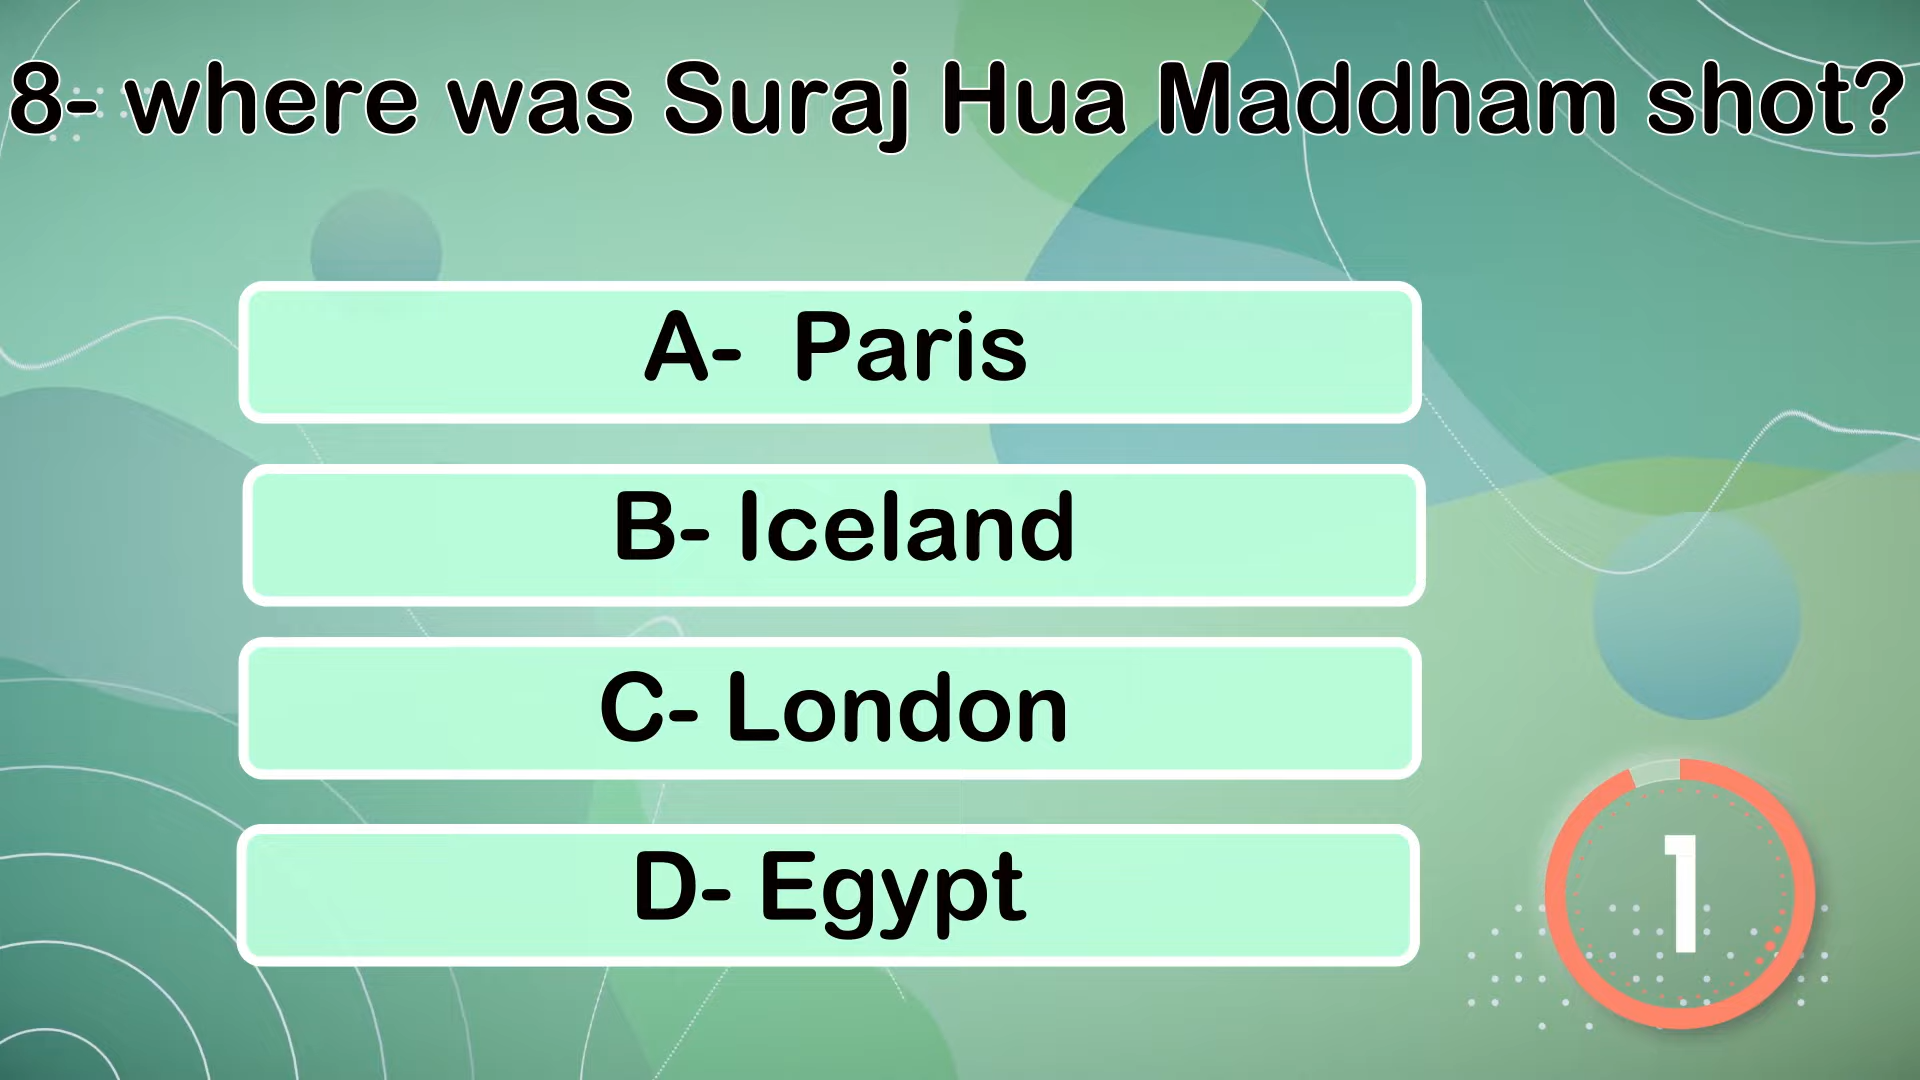 8- where was Suraj Hua Maddham shot?
A- Paris
B- Iceland
C- London
D- Egypt
1